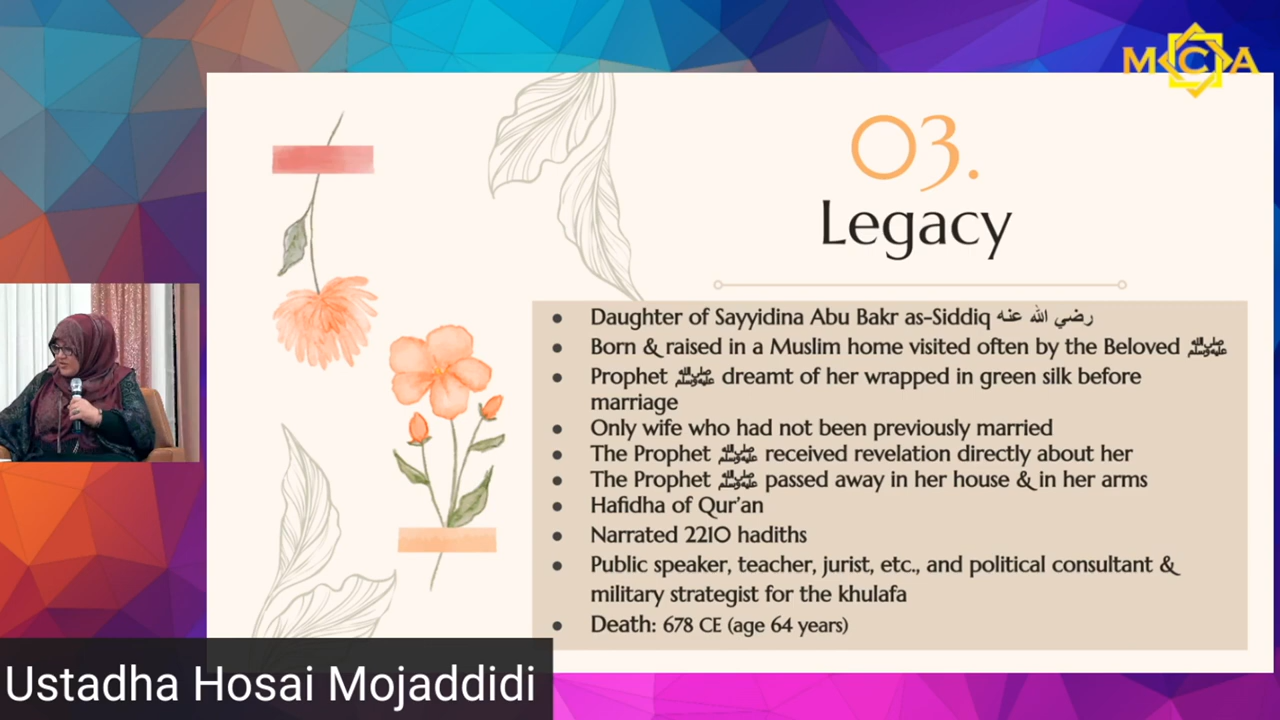 MCA
03.
Legacy
• Daughter of Sayyidina Abu Bakr as-Siddiq رضي الله عنه
• Born & raised in a Muslim home visited often by the Beloved ﷺ
• Prophet ﷺ dreamt of her wrapped in green silk before
marriage
• Only wife who had not been previously married
• The Prophet ﷺ received revelation directly about her
• The Prophet ﷺ passed away in her house & in her arms
• Hafidha of Qur'an
• Narrated 2210 hadiths
• Public speaker, teacher, jurist, etc., and political consultant &
military strategist for the khulafa
• Death: 678 CE (age 64 years)
Ustadha Hosai Mojaddidi